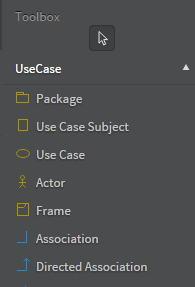 Toolbox
UseCase
Package
Use Case Subject
Use Case
Actor
Frame
Association
Directed Association